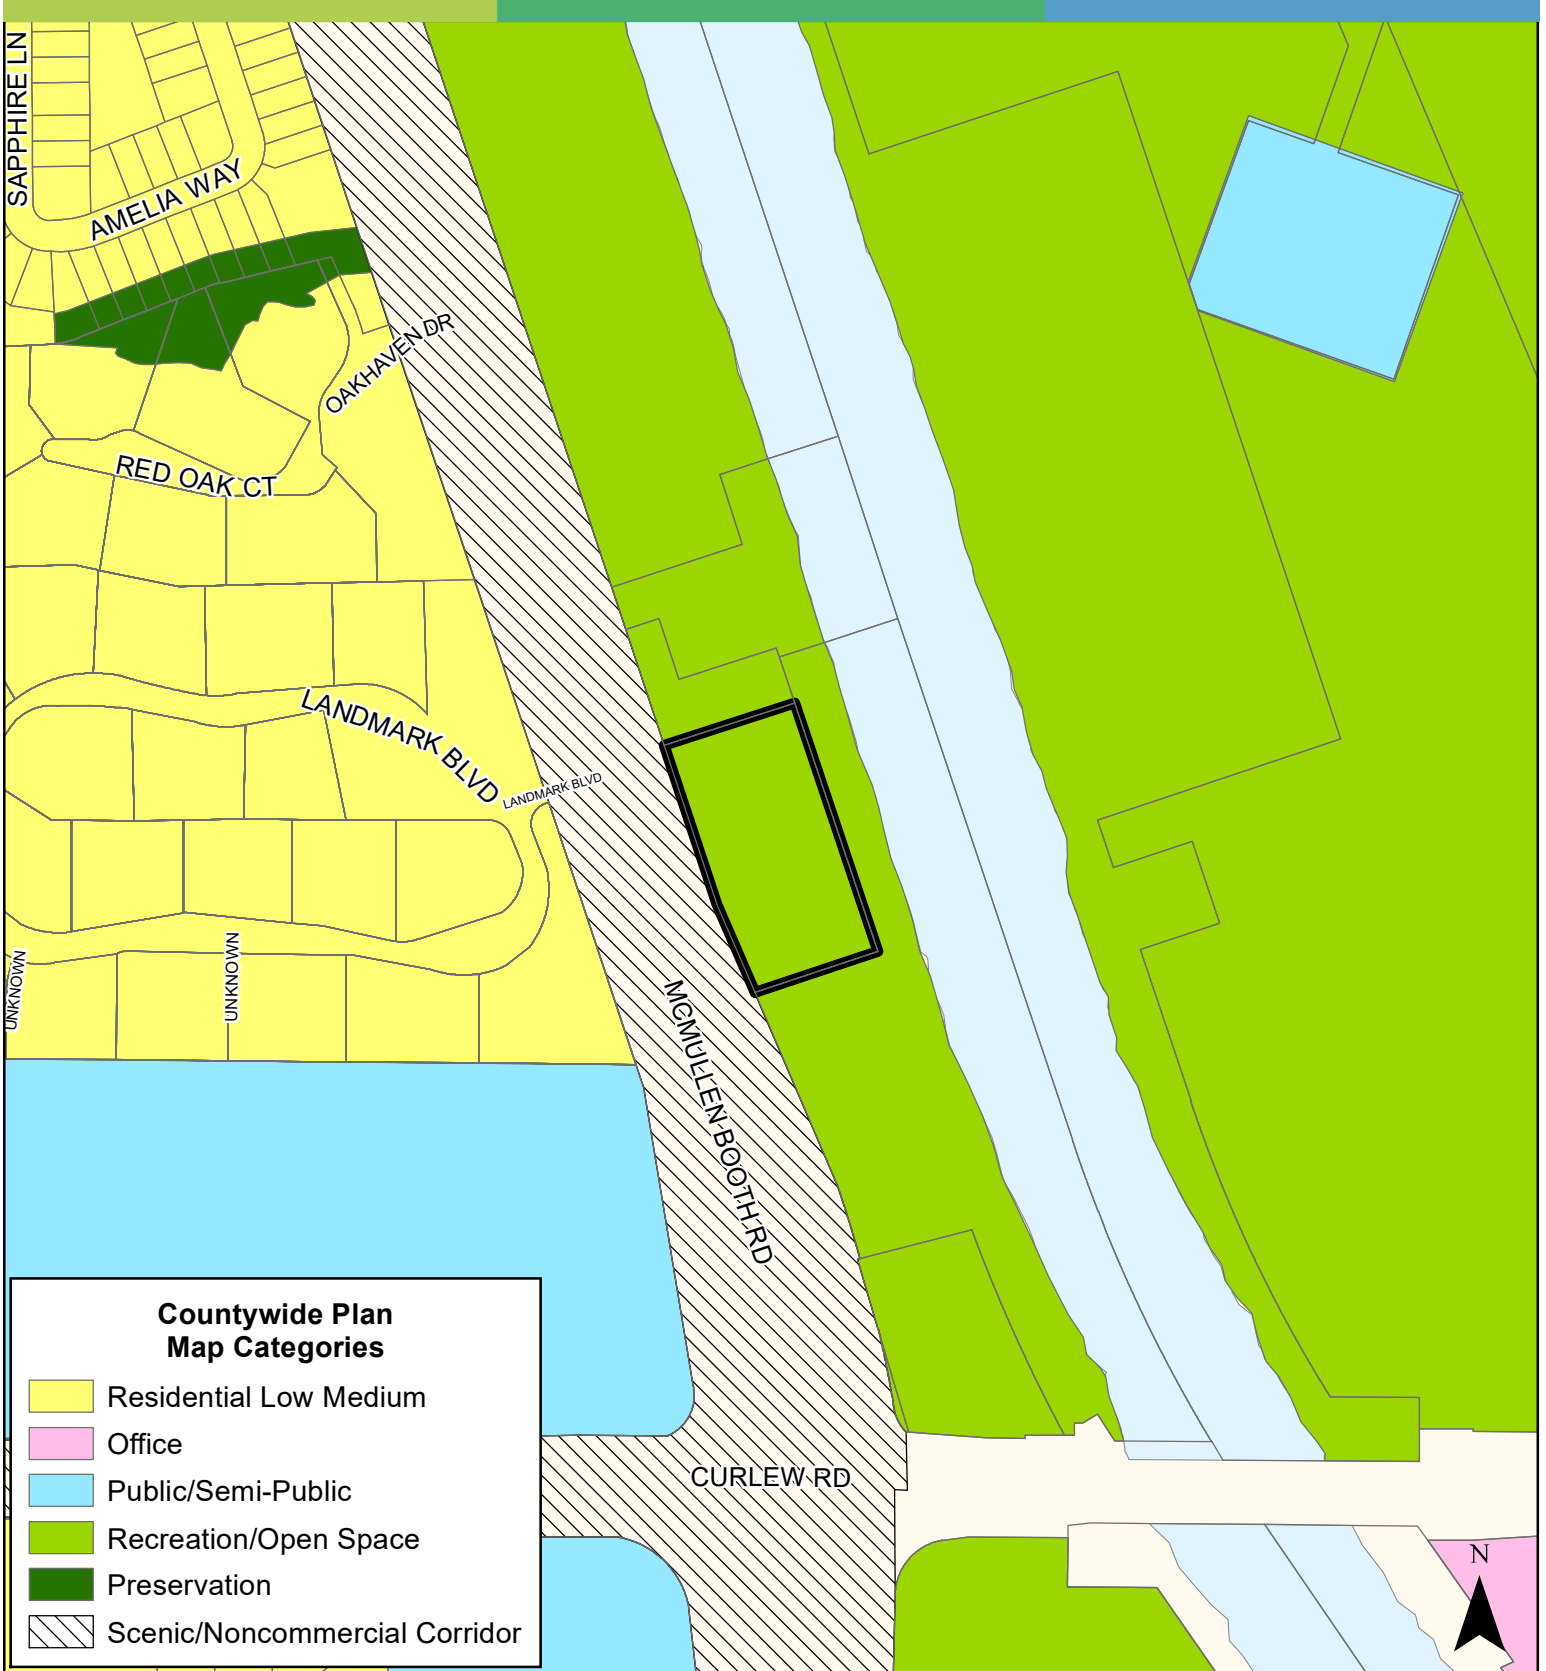 SAPPHIRE LN
AMELIA WAY
OAKHAVEN DR
RED OAK CT
LANDMARK BLVD
LANDMARK BLVD
UNKNOWN
UNKNOWN
MCMULLEN BOOTH RD
CURLEW RD
Countywide Plan
Map Categories
Residential Low Medium
Office
Public/Semi-Public
Recreation/Open Space
Preservation
Scenic/Noncommercial Corridor
N